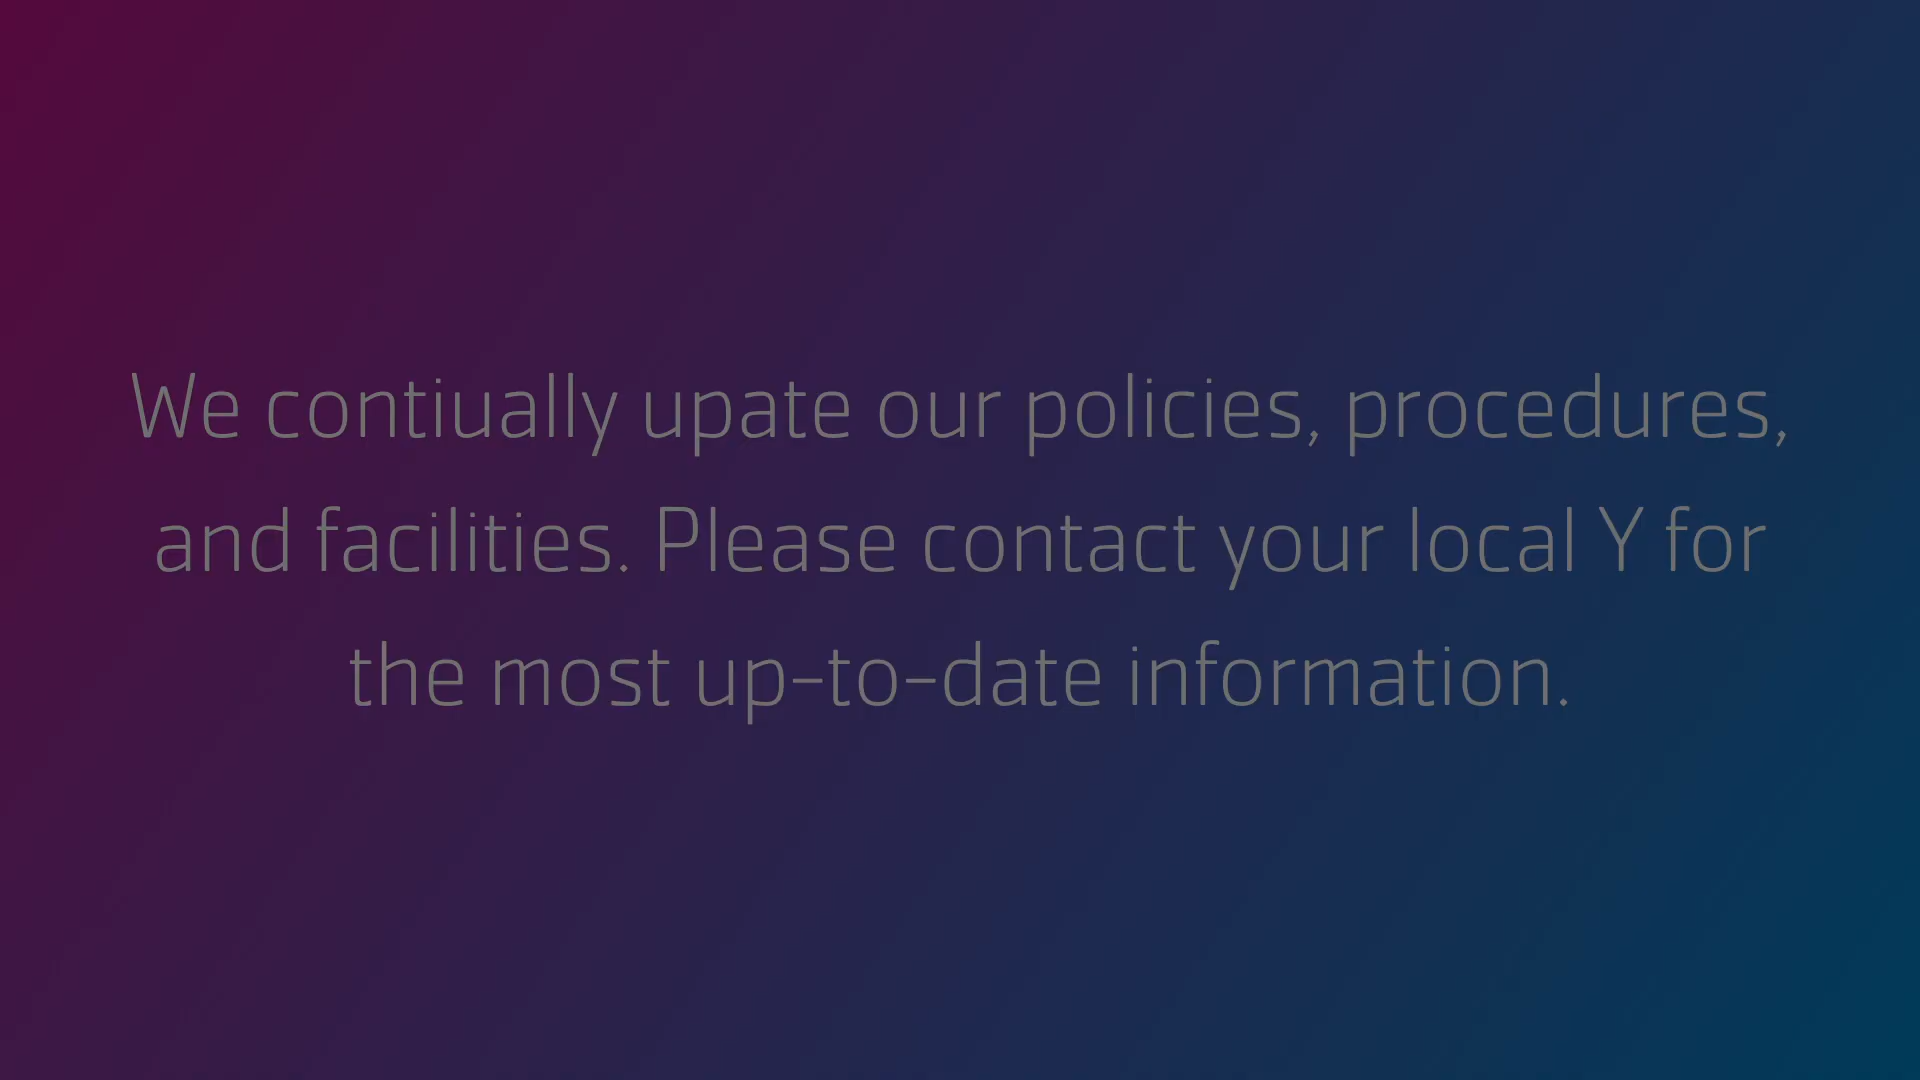 We contiually upate our policies, procedures,
and facilities. Please contact your local Y for
the most up-to-date information.